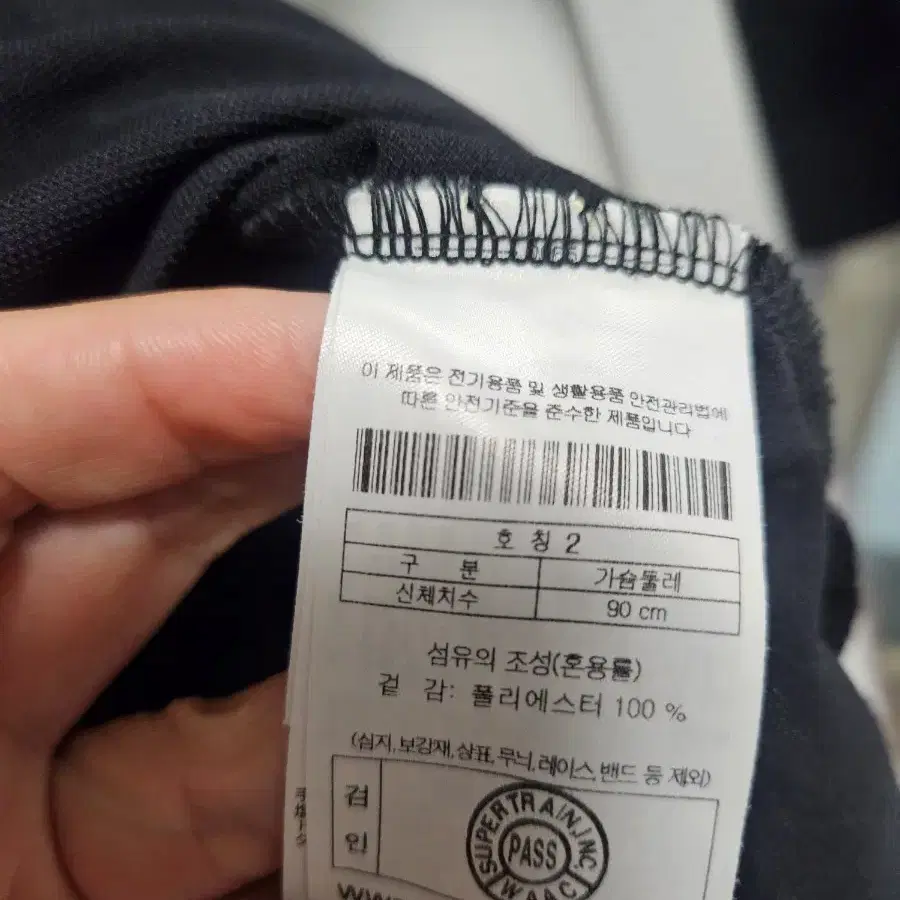 이 제품은 전기용품 및 생활용품 안전관리법에
따른 안전기준을 준수한 제품입니다
호 칭 2
구 분 가슴둘레
신체치수 90 cm
섬유의 조성(혼용률)
겉 감: 폴리에스터 100 %
(심지,보강재,상표,무늬,레이스,밴드 등 제외)
검
인
SUPERTRAIN.INC.
PASS
WAAC